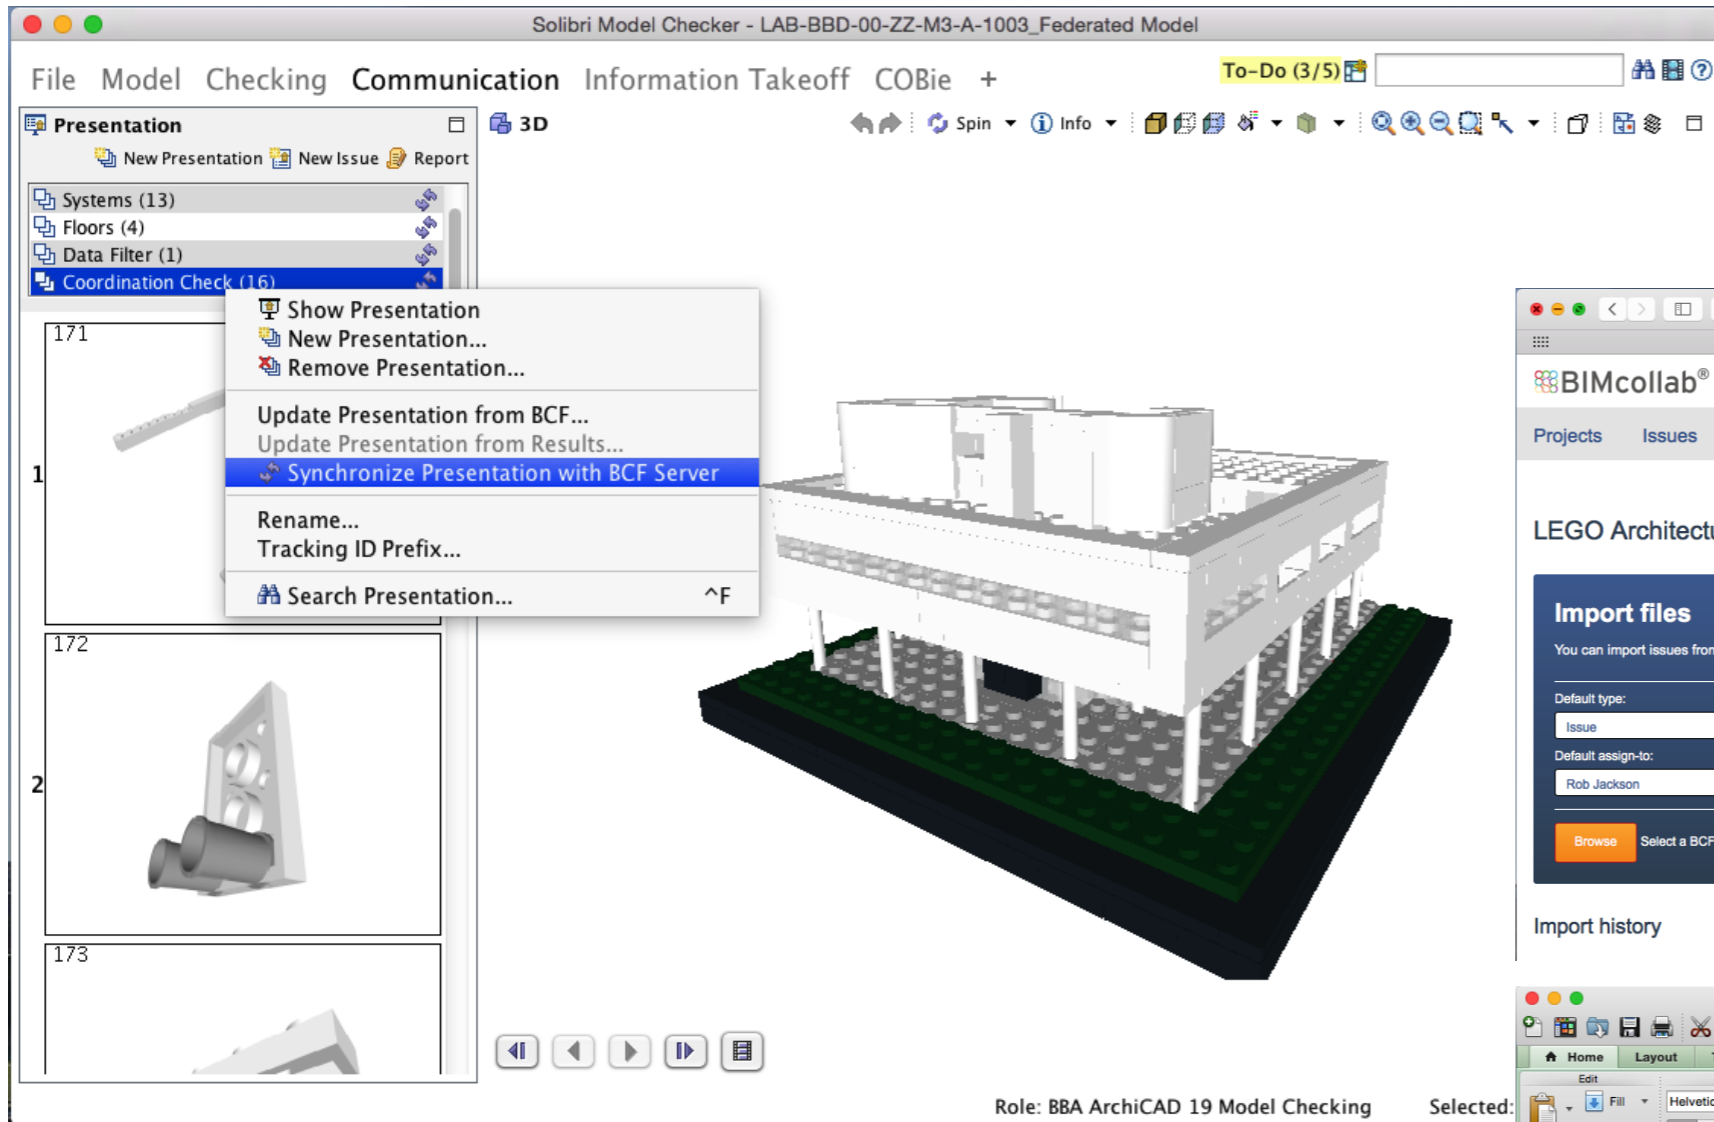 Solibri Model Checker - LAB-BBD-00-ZZ-M3-A-1003_Federated Model
File Model Checking Communication Information Takeoff COBie +
To-Do (3/5)
Presentation
New Presentation New Issue Report
3D
Spin Info
Systems (13)
Floors (4)
Data Filter (1)
Coordination Check (16)
Show Presentation
New Presentation...
Remove Presentation...
Update Presentation from BCF...
Update Presentation from Results...
Synchronize Presentation with BCF Server
Rename...
Tracking ID Prefix...
Search Presentation... ^F
171
1
172
2
173
BIMcollab®
Projects Issues
LEGO Architectu
Import files
You can import issues from
Default type:
Issue
Default assign-to:
Rob Jackson
Browse Select a BCF
Import history
Home Layout
Edit
Fill
Helvetic
Role: BBA ArchiCAD 19 Model Checking Selected: